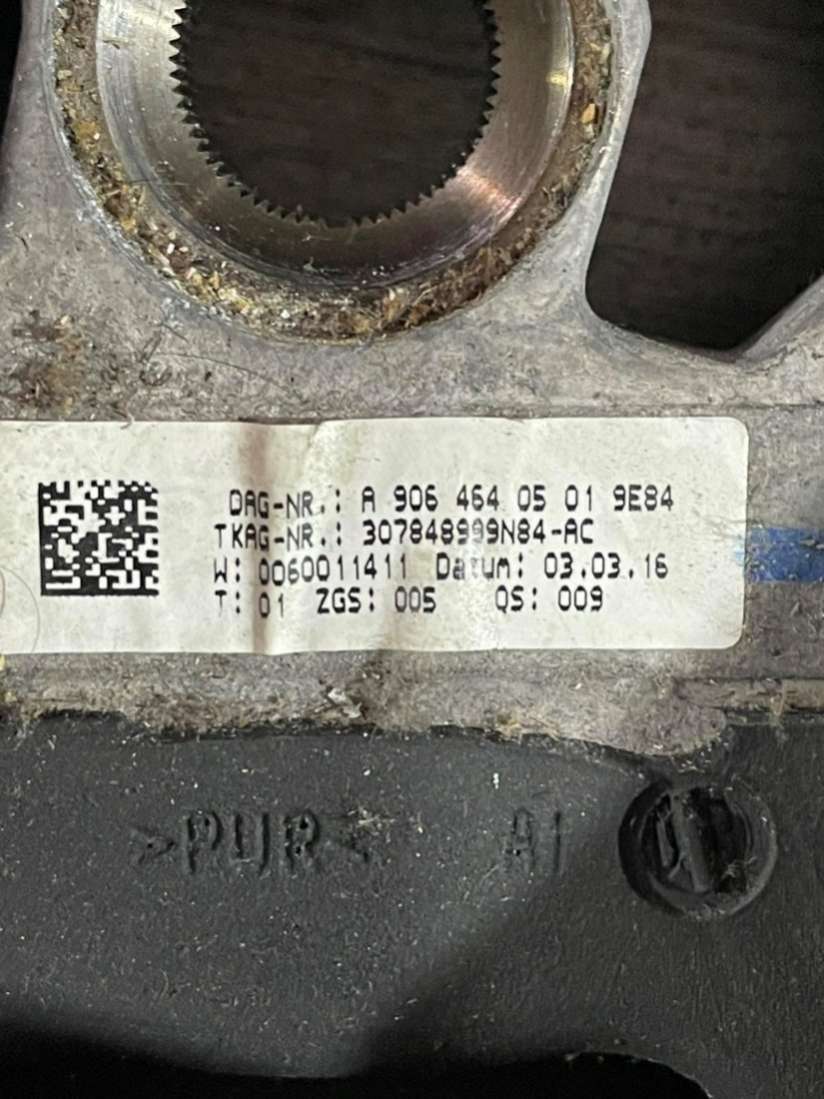 DAG-NR.: A 906 464 05 01 9E84
TKAG-NR.: 307848999N84-AC
W: 0060011411 Datum: 03.03.16
T: 01 ZGS: 005 QS: 009
>PUR<